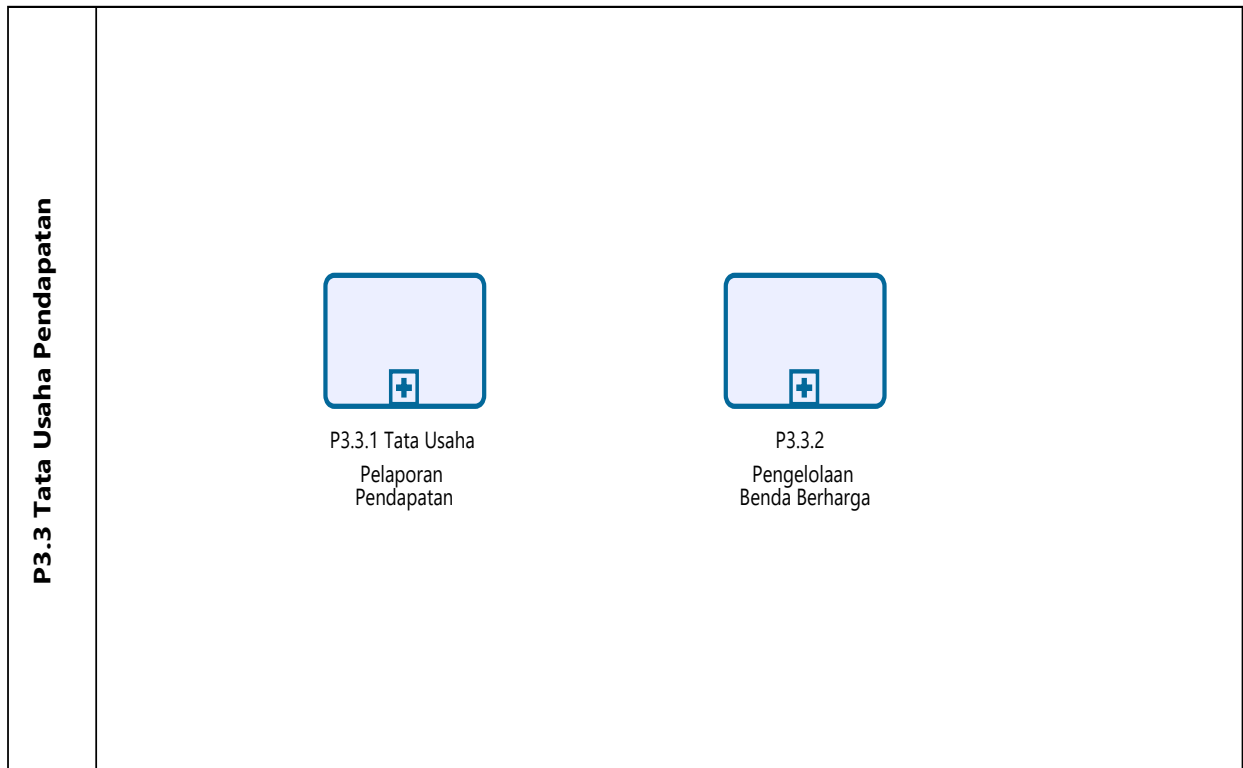 P3.3 Tata Usaha Pendapatan
P3.3.1 Tata Usaha
Pelaporan
Pendapatan
P3.3.2
Pengelolaan
Benda Berharga